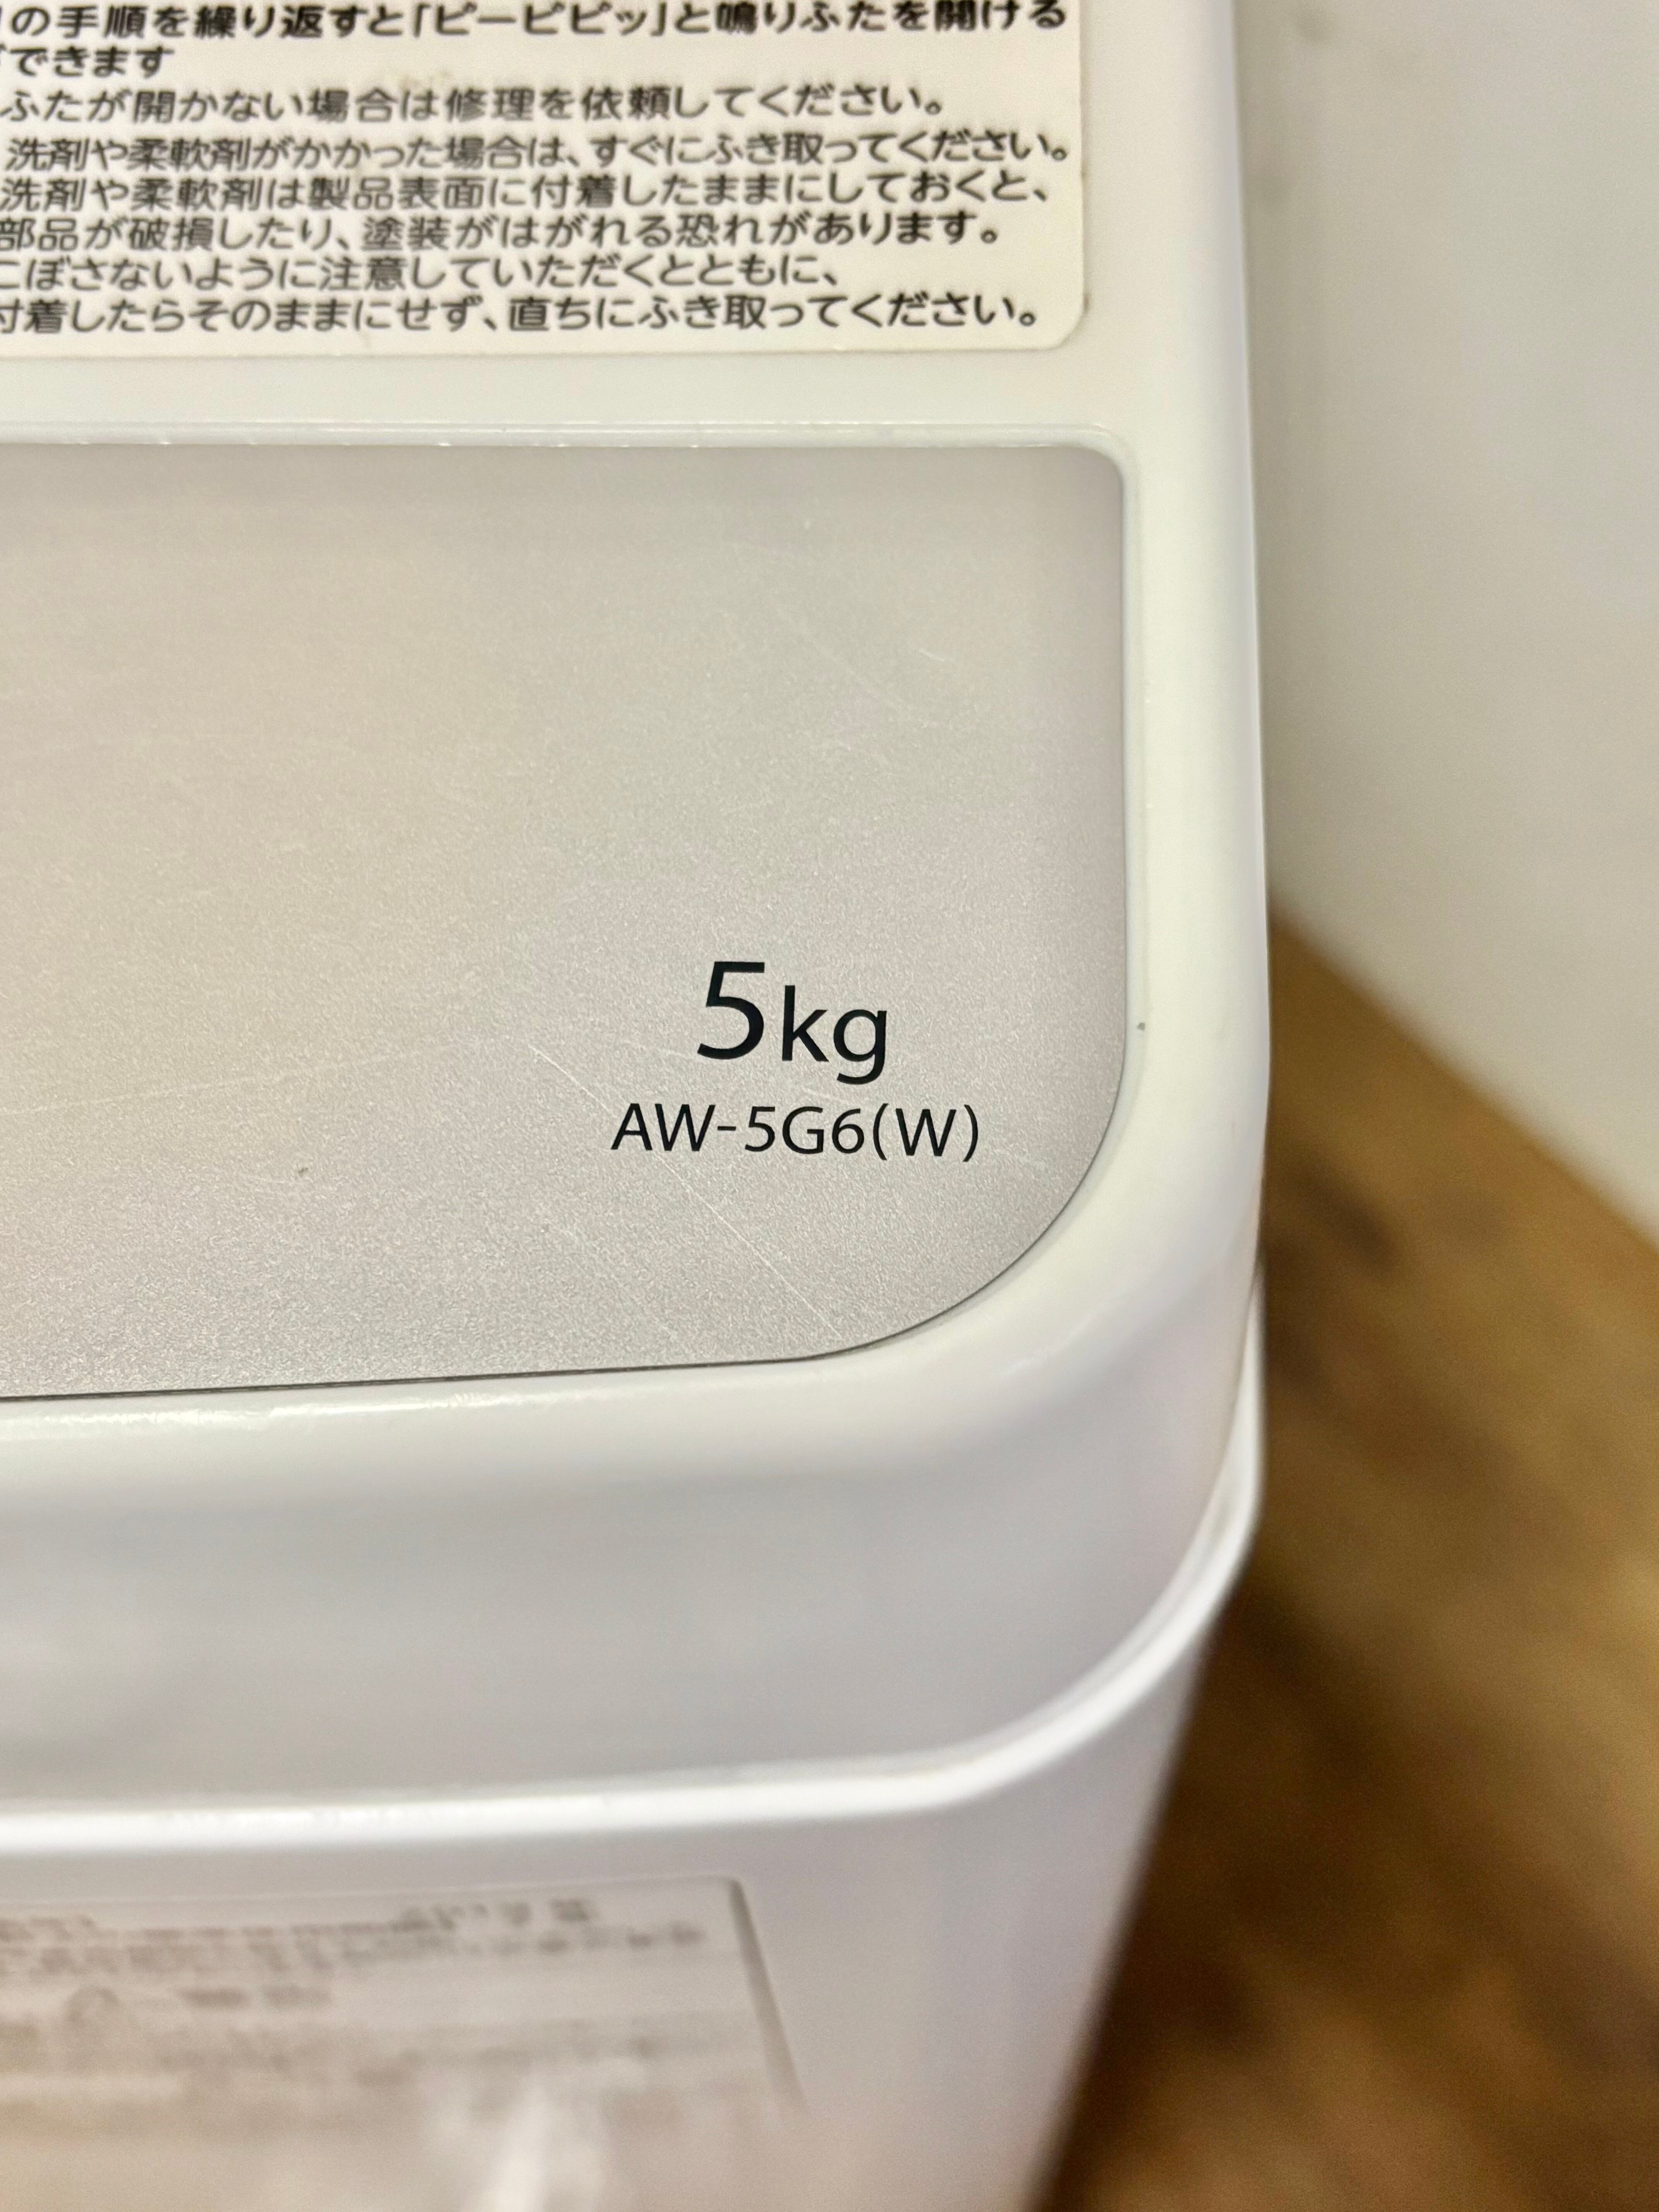 の手順を繰り返すと「ピーピピッ」と鳴りふたを開ける
できます
ふたが開かない場合は修理を依頼してください。
洗剤や柔軟剤がかかった場合は、すぐにふき取ってください。
洗剤や柔軟剤は製品表面に付着したままにしておくと、
部品が破損したり、塗装がはがれる恐れがあります。
こぼさないように注意していただくとともに、
付着したらそのままにせず、直ちにふき取ってください。
5kg
AW-5G6(W)